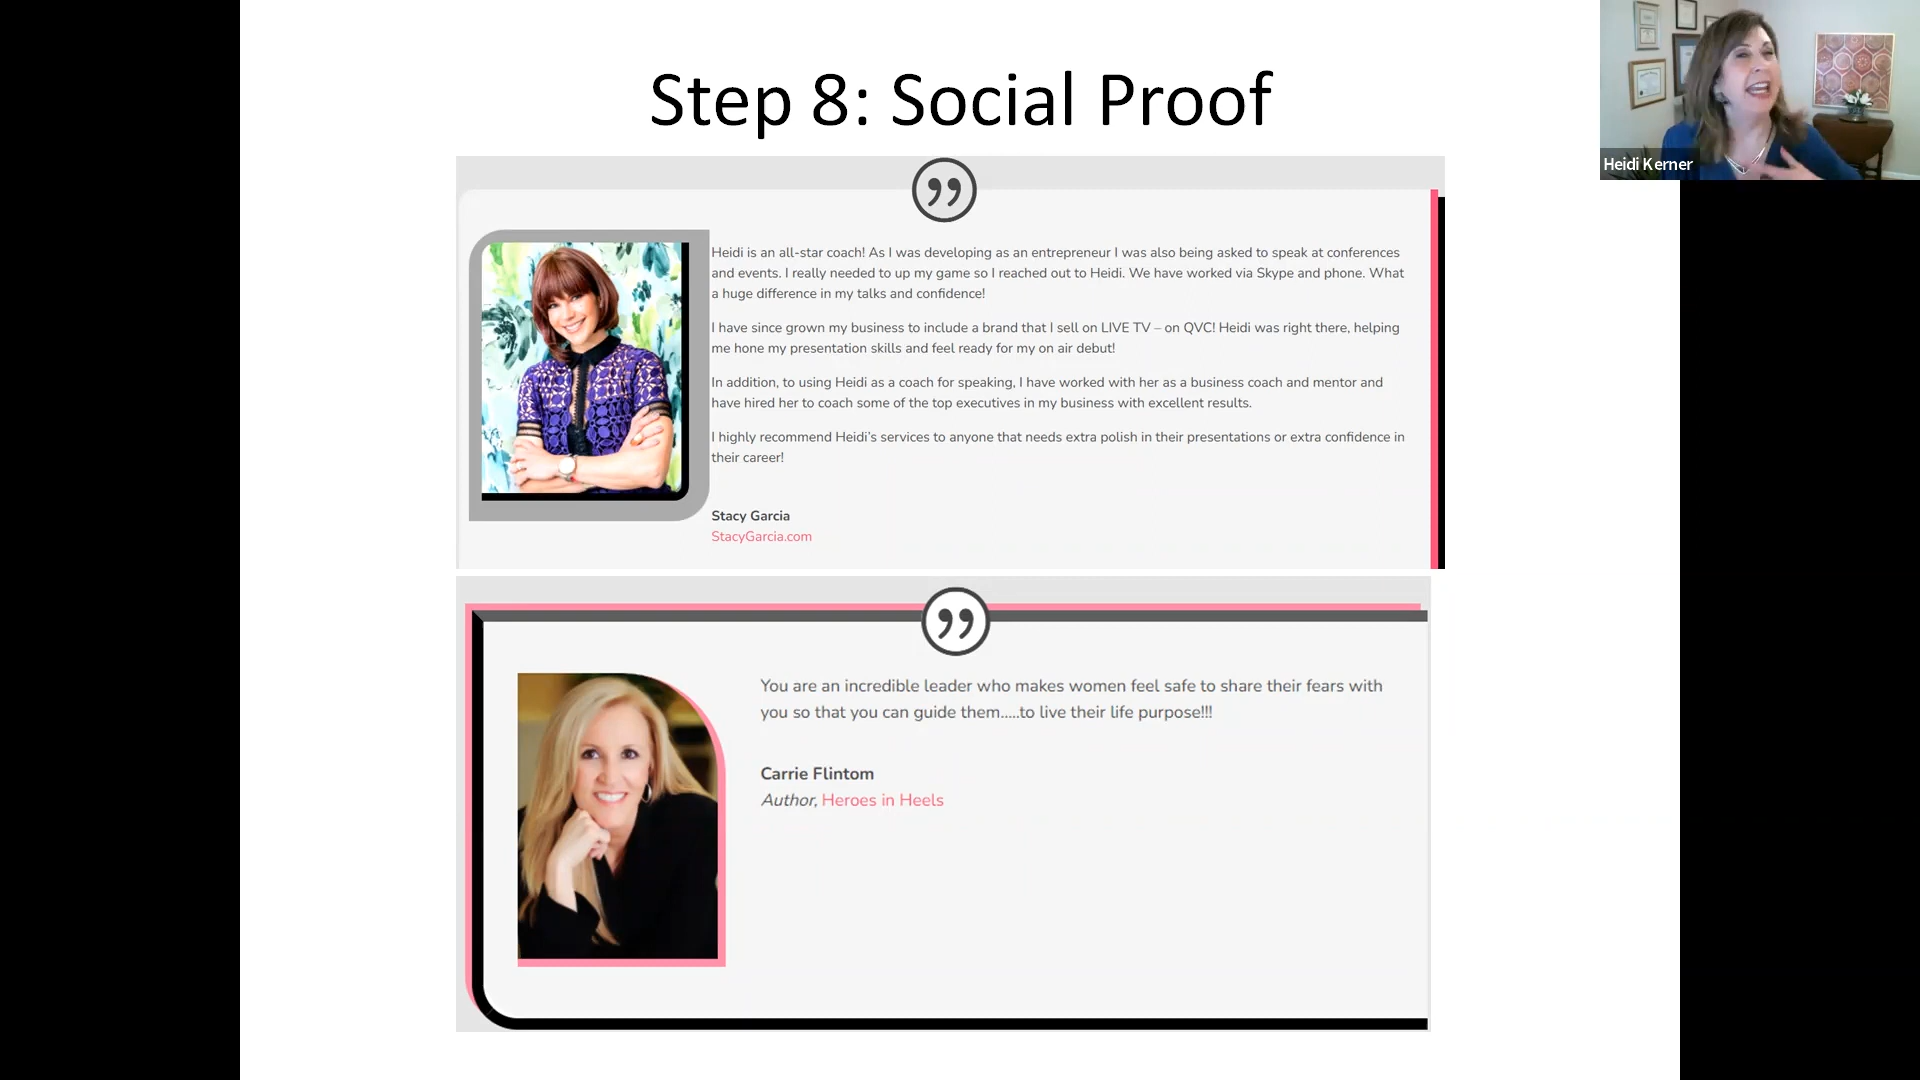 Step 8: Social Proof
Heidi Kerner
Heidi is an all-star coach! As I was developing as an entrepreneur I was also being asked to speak at conferences
and events. I really needed to up my game so I reached out to Heidi. We have worked via Skype and phone. What
a huge difference in my talks and confidence!
I have since grown my business to include a brand that I sell on LIVE TV – on QVC! Heidi was right there, helping
me hone my presentation skills and feel ready for my on air debut!
In addition, to using Heidi as a coach for speaking, I have worked with her as a business coach and mentor and
have hired her to coach some of the top executives in my business with excellent results.
I highly recommend Heidi’s services to anyone that needs extra polish in their presentations or extra confidence in
their career!
Stacy Garcia
StacyGarcia.com
You are an incredible leader who makes women feel safe to share their fears with
you so that you can guide them.....to live their life purpose!!!
Carrie Flintom
Author, Heroes in Heels